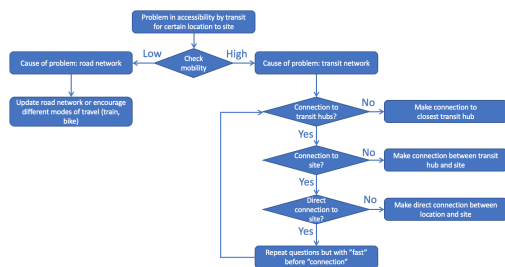 Problem in accessibility by transit
for certain location to site
Low
High
Check
mobility
Cause of problem: road network
Cause of problem: transit network
Update road network or encourage
different modes of travel (train,
bike)
Connection to
transit hubs?
No
Make connection to
closest transit hub
Yes
Connection to
site?
No
Make connection between transit
hub and site
Yes
Direct
connection to
site?
No
Make direct connection between
location and site
Yes
Repeat questions but with "fast"
before "connection"